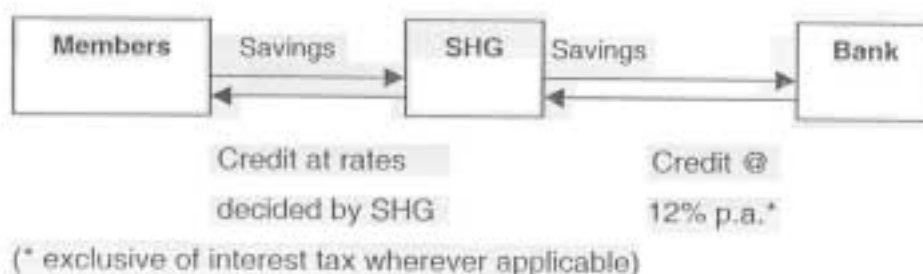 Members Savings SHG Savings Bank
Credit at rates Credit @
decided by SHG 12% p.a.*
(* exclusive of interest tax wherever applicable)